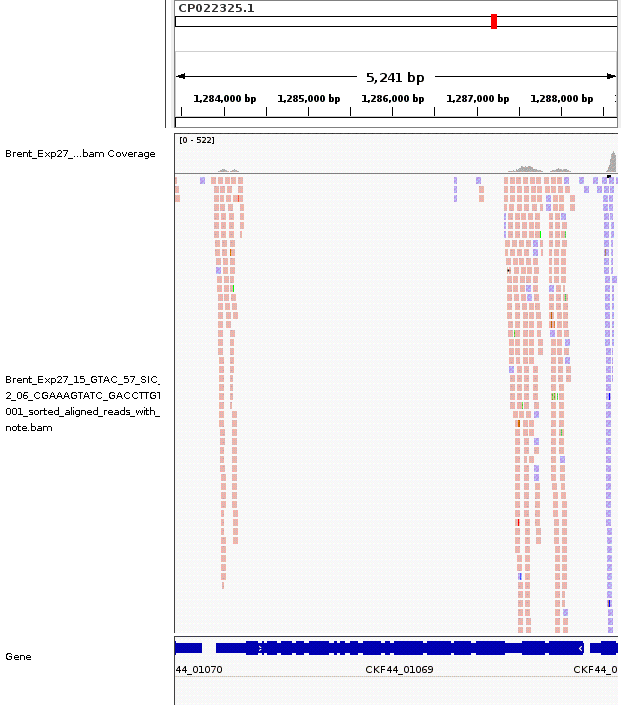 CP022325.1
5,241 bp
1,284,000 bp 1,285,000 bp 1,286,000 bp 1,287,000 bp 1,288,000 bp
[0 - 522]
Brent_Exp27_...bam Coverage
Brent_Exp27_15_GTAC_57_SIC_
2_06_CGAAAGTATC_GACCTTGT
001_sorted_aligned_reads_with_
note.bam
Gene
44_01070 CKF44_01069 CKF44_0